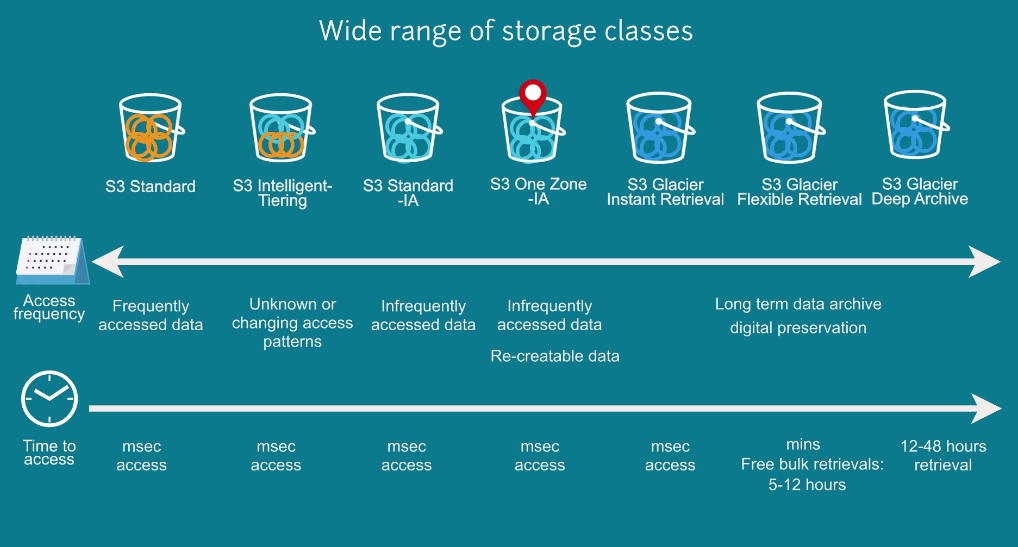 Wide range of storage classes
S3 Standard
S3 Intelligent-
Tiering
S3 Standard
-IA
S3 One Zone
-IA
S3 Glacier
Instant Retrieval
S3 Glacier
Flexible Retrieval
S3 Glacier
Deep Archive
Access
frequency
Frequently
accessed data
Unknown or
changing access
patterns
Infrequently
accessed data
Infrequently
accessed data
Re-creatable data
Long term data archive
digital preservation
Time to
access
msec
access
msec
access
msec
access
msec
access
msec
access
mins
Free bulk retrievals:
5-12 hours
12-48 hours
retrieval